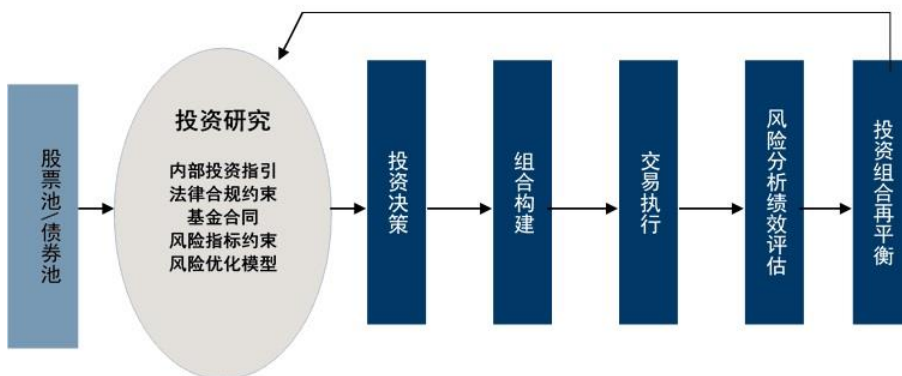 股票池\债券池
投资研究
内部投资指引
法律合规约束
基金合同
风险指标约束
风险优化模型
投资决策
组合构建
交易执行
风险分析绩效评估
投资组合再平衡